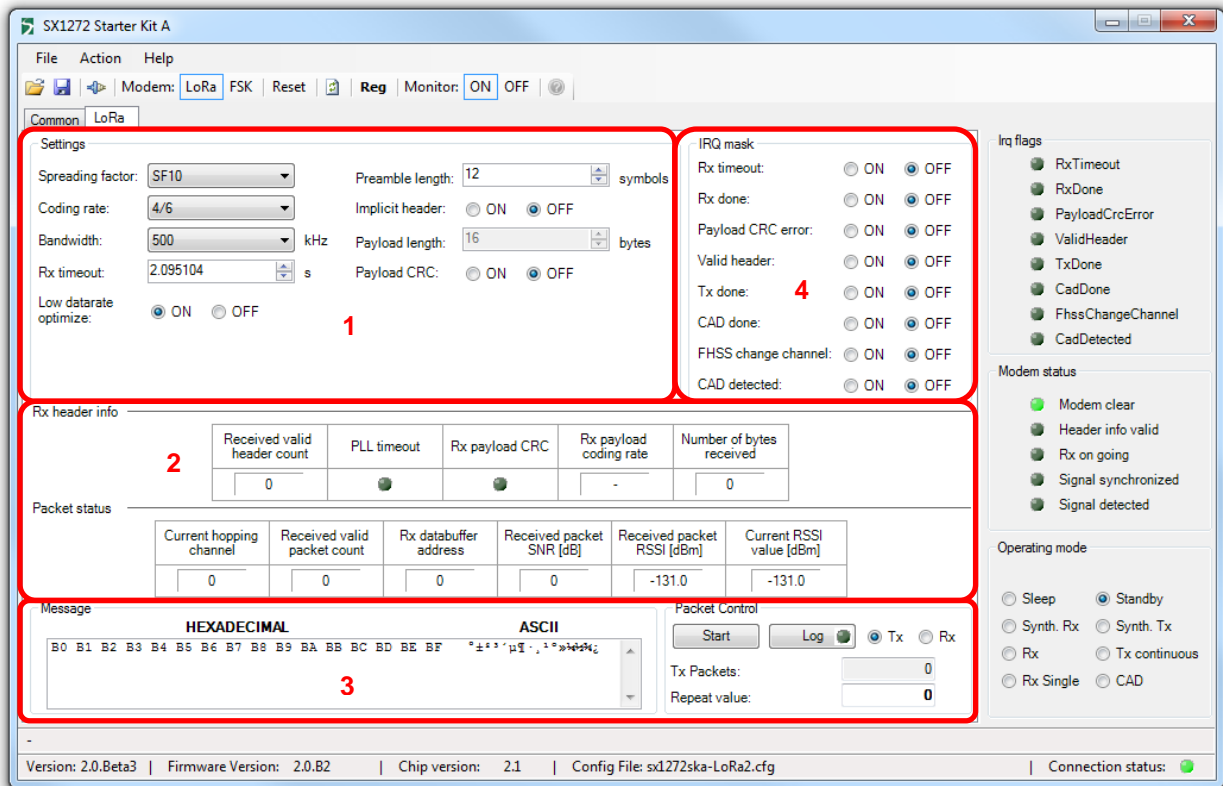 SX1272 Starter Kit A
File Action Help
Modem: LoRa FSK Reset Reg Monitor: ON OFF
Common LoRa
Settings
Spreading factor: SF10
Coding rate: 4/6
Bandwidth: 500 kHz
Rx timeout: 2.095104 s
Low datarate
optimize: ON OFF
Preamble length: 12 symbols
Implicit header: ON OFF
Payload length: 16 bytes
Payload CRC: ON OFF
1
IRQ mask
Rx timeout: ON OFF
Rx done: ON OFF
Payload CRC error: ON OFF
Valid header: ON OFF
Tx done: ON OFF
CAD done: ON OFF
FHSS change channel: ON OFF
CAD detected: ON OFF
4
Irq flags
RxTimeout
RxDone
PayloadCrcError
ValidHeader
TxDone
CadDone
FhssChangeChannel
CadDetected
Modem status
Modem clear
Header info valid
Rx on going
Signal synchronized
Signal detected
Operating mode
Sleep Standby
Synth. Rx Synth. Tx
Rx Tx continuous
Rx Single CAD
Rx header info
2
Received valid
header count
PLL timeout
Rx payload CRC
Rx payload
coding rate
Number of bytes
received
0 - 0
Packet status
Current hopping
channel
Received valid
packet count
Rx databuffer
address
Received packet
SNR [dB]
Received packet
RSSI [dBm]
Current RSSI
value [dBm]
0 0 0 0 -131.0 -131.0
Message
HEXADECIMAL ASCII
B0 B1 B2 B3 B4 B5 B6 B7 B8 B9 BA BB BC BD BE BF °±²³´µ¶·¸¹º»¼½¾¿
3
Packet Control
Start Log Tx Rx
Tx Packets: 0
Repeat value: 0
-
Version: 2.0.Beta3 | Firmware Version: 2.0.B2 | Chip version: 2.1 | Config File: sx1272ska-LoRa2.cfg | Connection status: